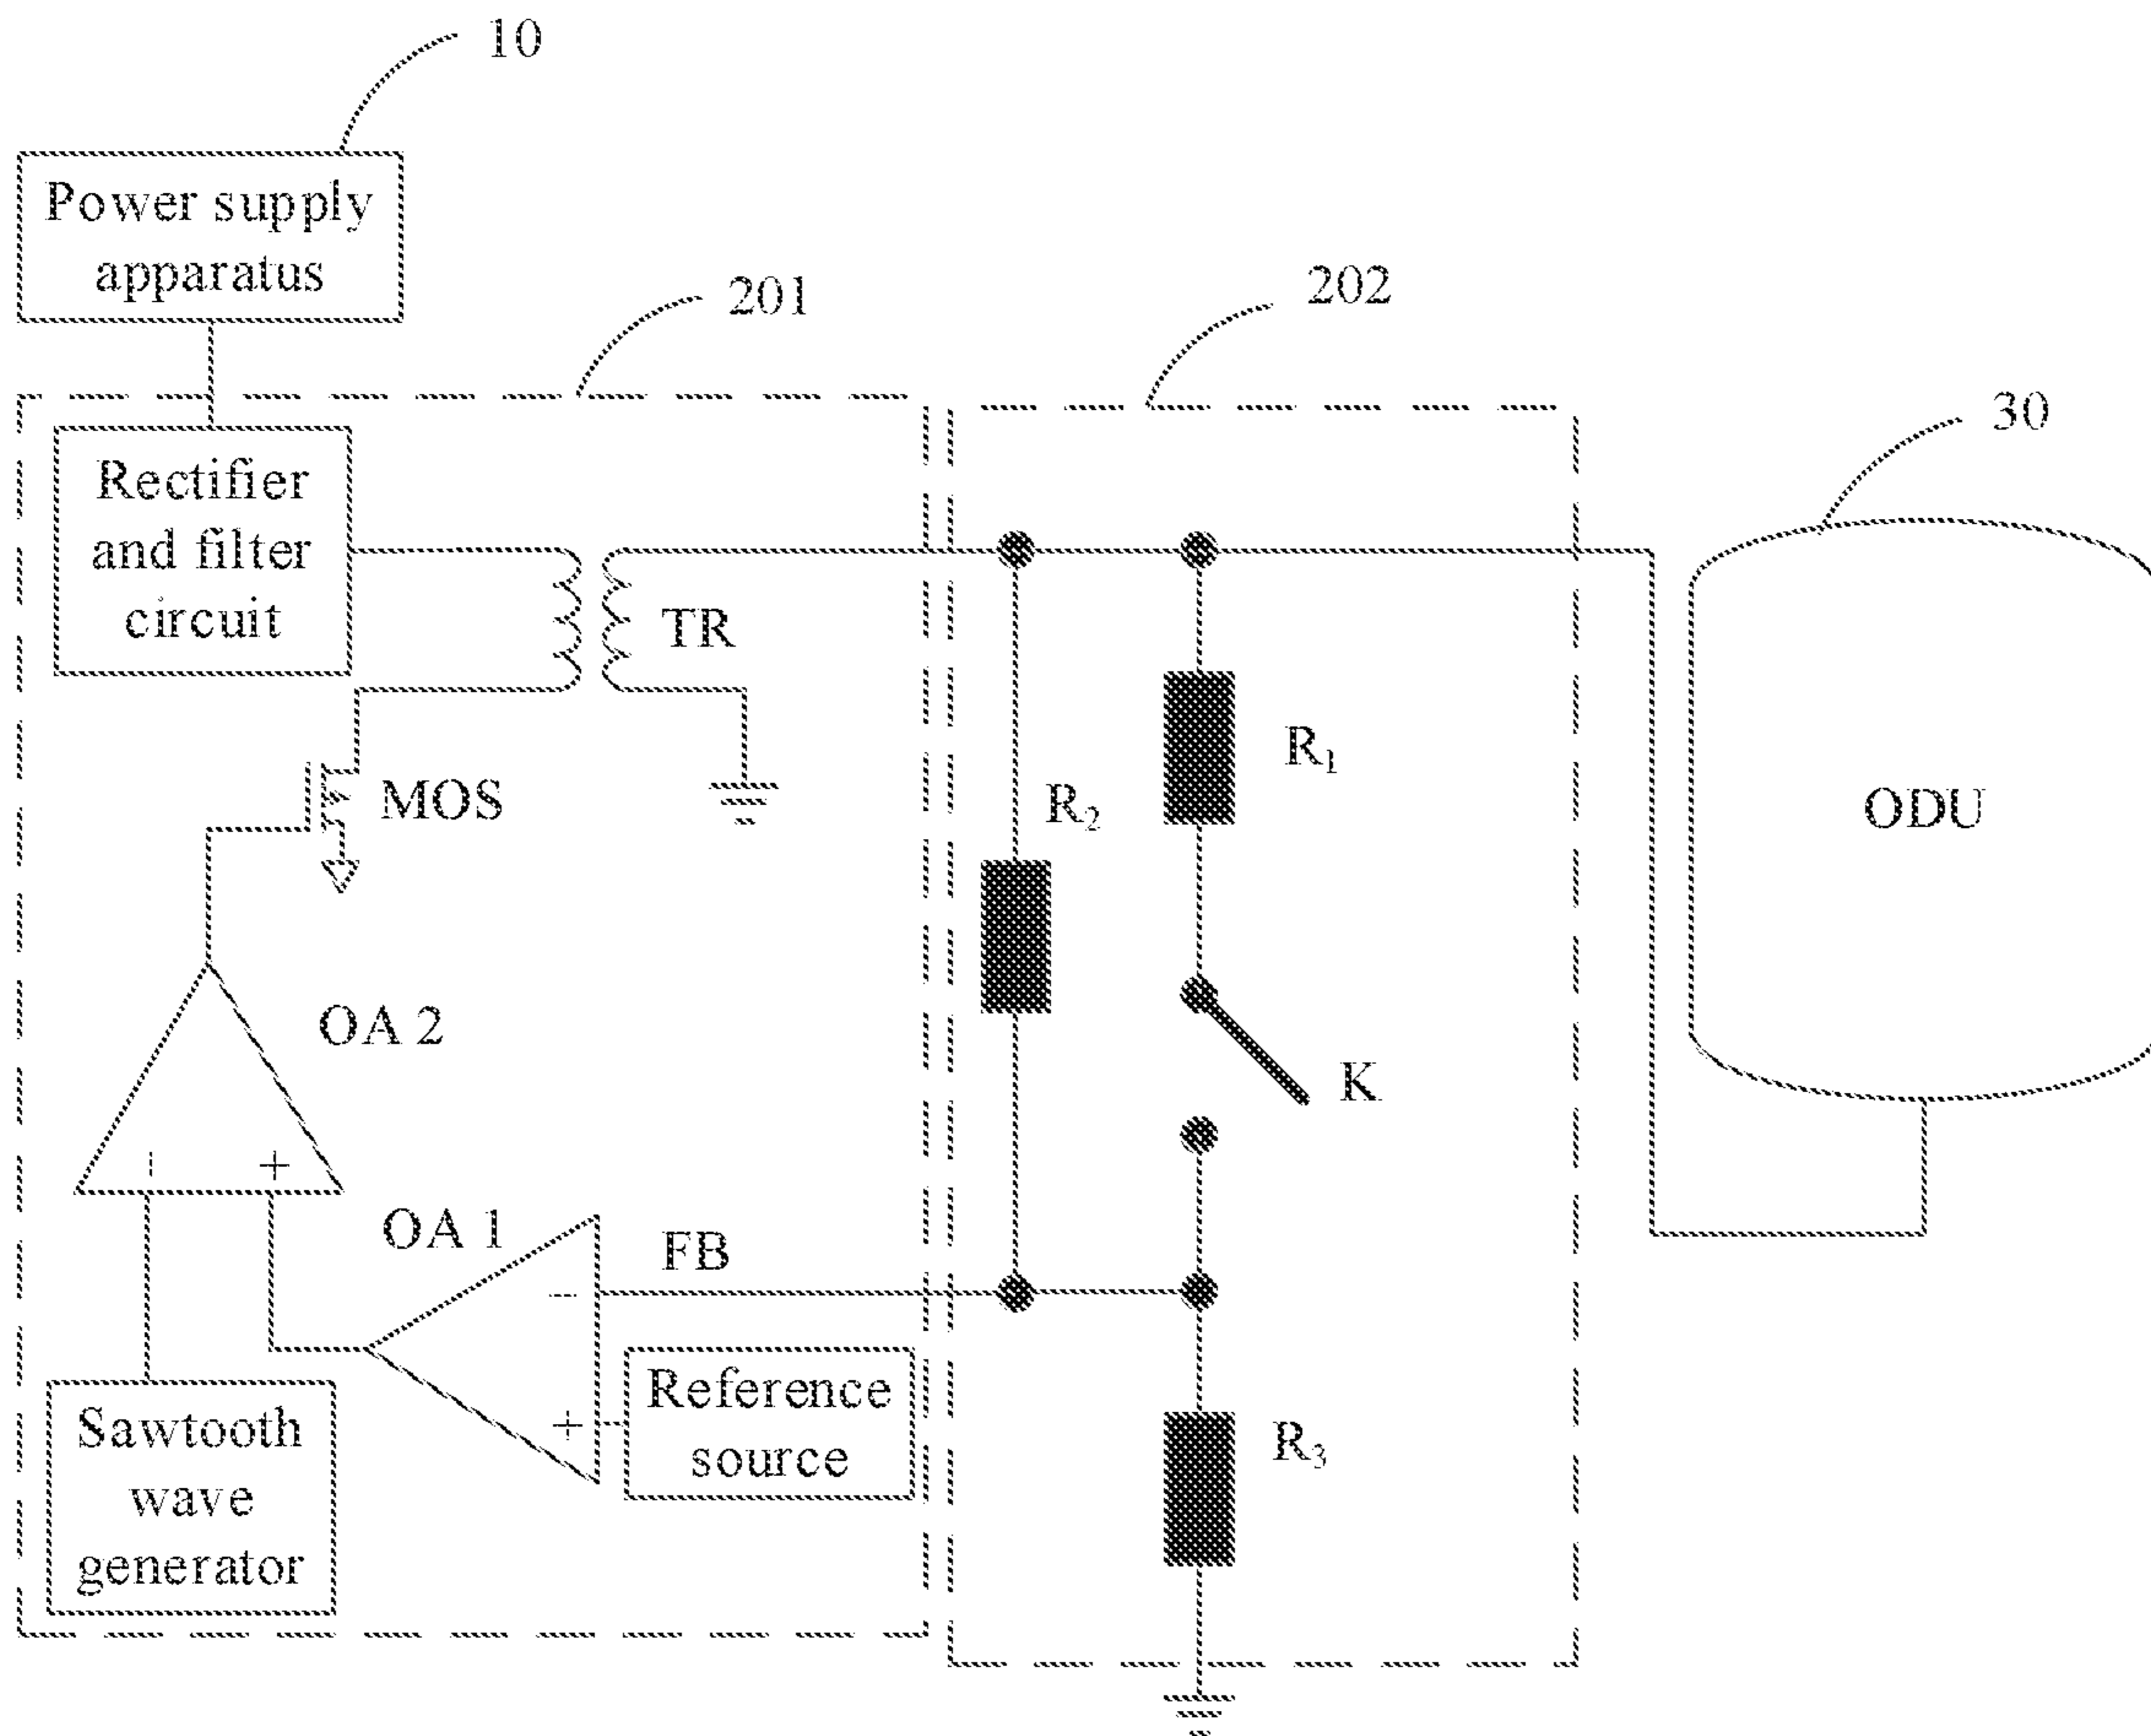 10
Power supply
apparatus
201
202
30
Rectifier
and filter
circuit
TR
R₁
MOS
R₂
ODU
OA 2
K
− +
OA 1
FB
−
Reference
source
+
R₃
Sawtooth
wave
generator